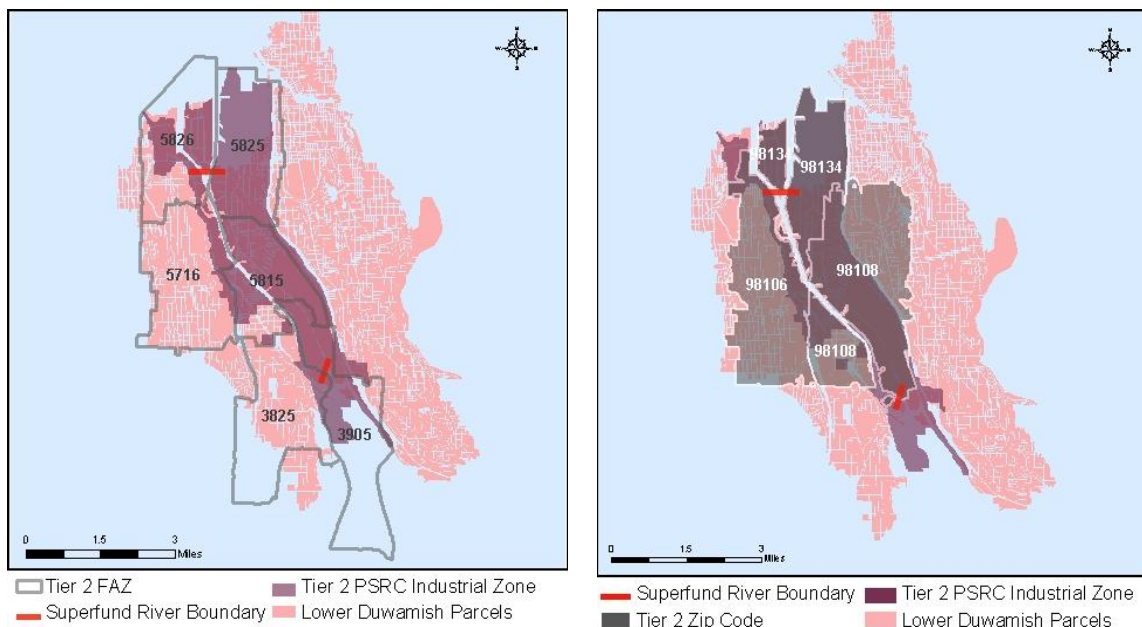 N
W
E
S
5826
5825
5716
5815
3825
3905
0 1.5 3
Miles
Tier 2 FAZ
Tier 2 PSRC Industrial Zone
Superfund River Boundary
Lower Duwamish Parcels
N
W
E
S
98134
98134
98106
98108
98108
0 1.5 3
Miles
Superfund River Boundary
Tier 2 PSRC Industrial Zone
Tier 2 Zip Code
Lower Duwamish Parcels